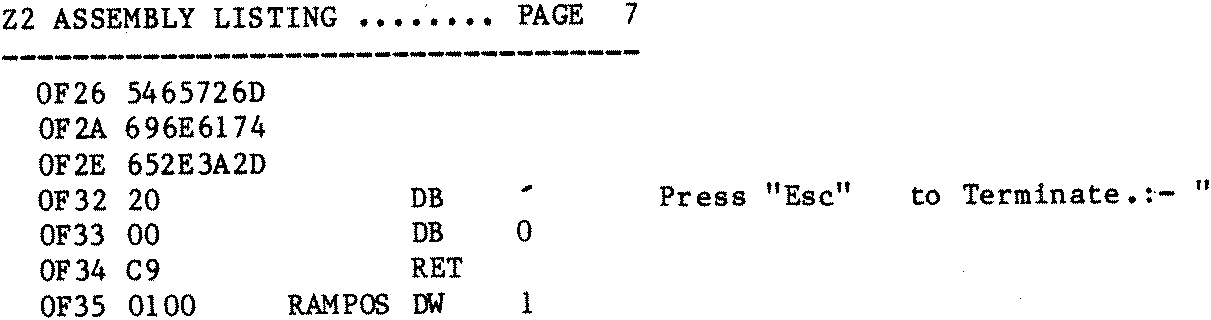 Z2 ASSEMBLY LISTING ........ PAGE 7
----------------------------------------
0F26 5465726D
0F2A 696E6174
0F2E 652E3A2D
0F32 20 DB " Press "Esc" to Terminate.:- "
0F33 00 DB 0
0F34 C9 RET
0F35 0100 RAMPOS DW 1